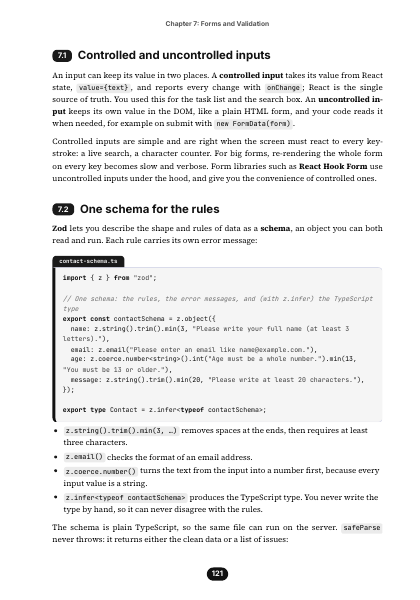 Chapter 7: Forms and Validation
7.1 Controlled and uncontrolled inputs
An input can keep its value in two places. A controlled input takes its value from React
state, value={text}, and reports every change with onChange; React is the single
source of truth. You used this for the task list and the search box. An uncontrolled in-
put keeps its own value in the DOM, like a plain HTML form, and your code reads it
when needed, for example on submit with new FormData(form).
Controlled inputs are simple and are right when the screen must react to every key-
stroke: a live search, a character counter. For big forms, re-rendering the whole form
on every key becomes slow and verbose. Form libraries such as React Hook Form use
uncontrolled inputs under the hood, and give you the convenience of controlled ones.
7.2 One schema for the rules
Zod lets you describe the shape and rules of data as a schema, an object you can both
read and run. Each rule carries its own error message:
contact-schema.ts
import { z } from "zod";
// One schema: the rules, the error messages, and (with z.infer) the TypeScript
type
export const contactSchema = z.object({
name: z.string().trim().min(3, "Please write your full name (at least 3
letters)."),
email: z.email("Please enter an email like name@example.com."),
age: z.coerce.number<string>().int("Age must be a whole number.").min(13,
"You must be 13 or older."),
message: z.string().trim().min(20, "Please write at least 20 characters."),
});
export type Contact = z.infer<typeof contactSchema>;
• z.string().trim().min(3, …) removes spaces at the ends, then requires at least
three characters.
• z.email() checks the format of an email address.
• z.coerce.number() turns the text from the input into a number first, because every
input value is a string.
• z.infer<typeof contactSchema> produces the TypeScript type. You never write the
type by hand, so it can never disagree with the rules.
The schema is plain TypeScript, so the same file can run on the server. safeParse
never throws: it returns either the clean data or a list of issues:
121